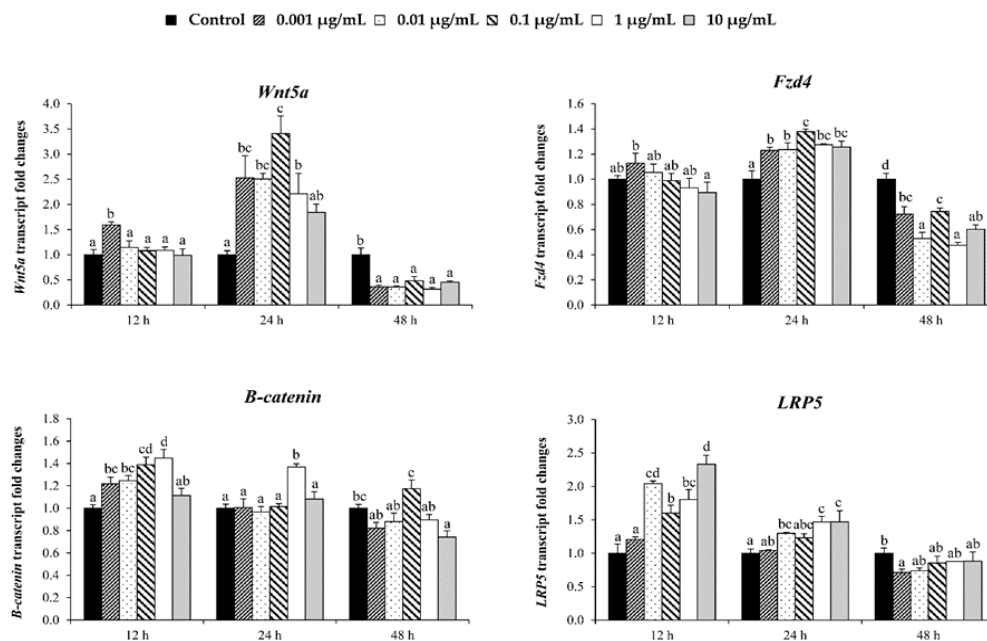 Control 0.001 µg/mL 0.01 µg/mL 0.1 µg/mL 1 µg/mL 10 µg/mL
Wnt5a
Wnt5a transcript fold changes
4.0
3.5
3.0
2.5
2.0
1.5
1.0
0.5
0.0
a b a a a a
a bc bc c b ab
b a a a a a
12 h 24 h 48 h
Fzd4
Fzd4 transcript fold changes
1.6
1.4
1.2
1.0
0.8
0.6
0.4
0.2
0.0
ab b ab ab ab a
a b b c bc bc
d bc a c a ab
12 h 24 h 48 h
B-catenin
B-catenin transcript fold changes
1.8
1.6
1.4
1.2
1.0
0.8
0.6
0.4
0.2
0.0
a bc bc cd d ab
a a a a b a
bc ab ab c ab a
12 h 24 h 48 h
LRP5
LRP5 transcript fold changes
3.0
2.5
2.0
1.5
1.0
0.5
0.0
a a cd b bc d
a ab bc abc c c
b a ab ab ab ab
12 h 24 h 48 h